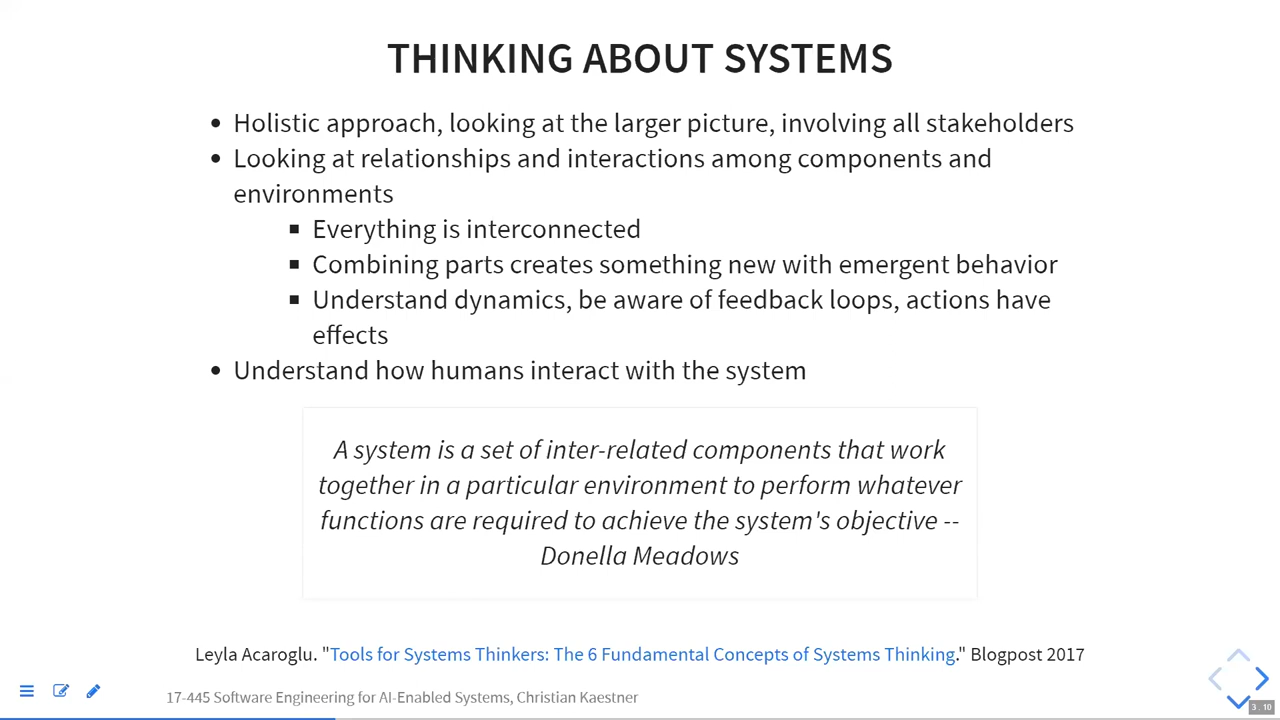 THINKING ABOUT SYSTEMS
• Holistic approach, looking at the larger picture, involving all stakeholders
• Looking at relationships and interactions among components and
environments
▪ Everything is interconnected
▪ Combining parts creates something new with emergent behavior
▪ Understand dynamics, be aware of feedback loops, actions have
effects
• Understand how humans interact with the system
A system is a set of inter-related components that work
together in a particular environment to perform whatever
functions are required to achieve the system's objective --
Donella Meadows
Leyla Acaroglu. "Tools for Systems Thinkers: The 6 Fundamental Concepts of Systems Thinking." Blogpost 2017
17-445 Software Engineering for AI-Enabled Systems, Christian Kaestner
3 . 10